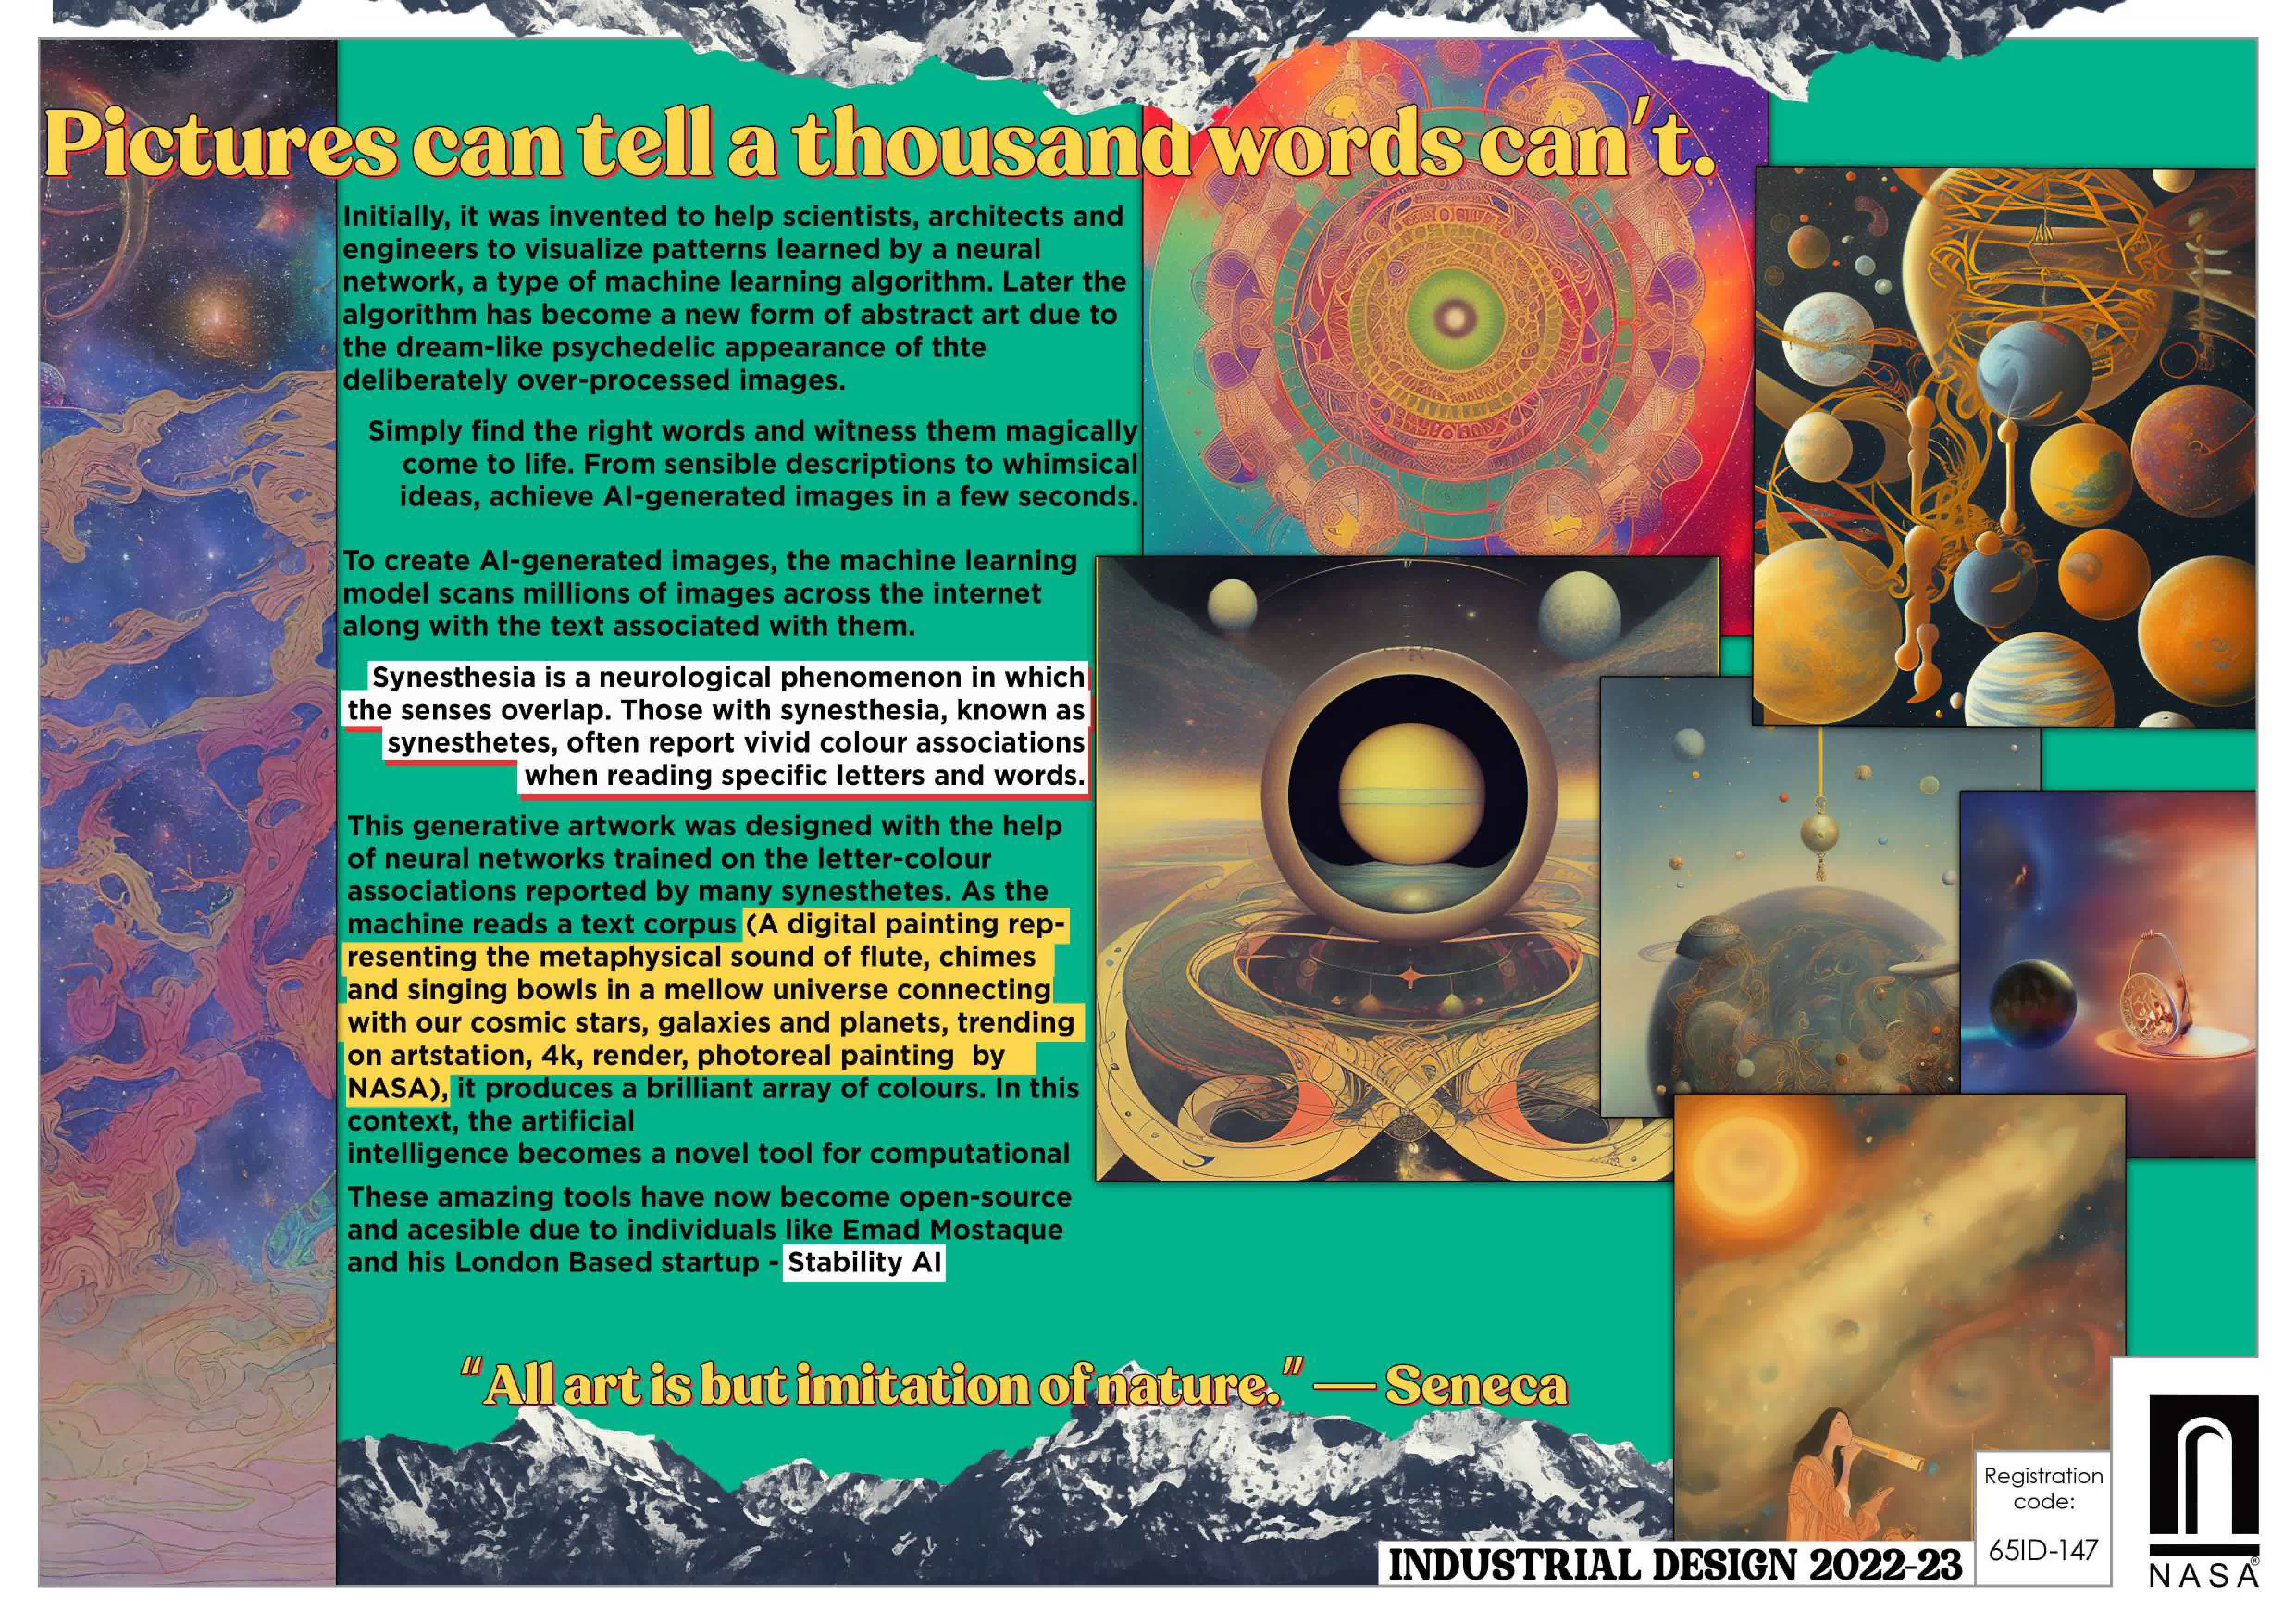 Pictures can tell a thousand words can't.
Initially, it was invented to help scientists, architects and
engineers to visualize patterns learned by a neural
network, a type of machine learning algorithm. Later the
algorithm has become a new form of abstract art due to
the dream-like psychedelic appearance of thte
deliberately over-processed images.
Simply find the right words and witness them magically
come to life. From sensible descriptions to whimsical
ideas, achieve AI-generated images in a few seconds.
To create AI-generated images, the machine learning
model scans millions of images across the internet
along with the text associated with them.
Synesthesia is a neurological phenomenon in which
the senses overlap. Those with synesthesia, known as
synesthetes, often report vivid colour associations
when reading specific letters and words.
This generative artwork was designed with the help
of neural networks trained on the letter-colour
associations reported by many synesthetes. As the
machine reads a text corpus (A digital painting rep-
resenting the metaphysical sound of flute, chimes
and singing bowls in a mellow universe connecting
with our cosmic stars, galaxies and planets, trending
on artstation, 4k, render, photoreal painting by
NASA), it produces a brilliant array of colours. In this
context, the artificial
intelligence becomes a novel tool for computational
These amazing tools have now become open-source
and acesible due to individuals like Emad Mostaque
and his London Based startup - Stability AI
"All art is but imitation of nature." — Seneca
INDUSTRIAL DESIGN 2022-23
Registration
code:
65ID-147
NASA®